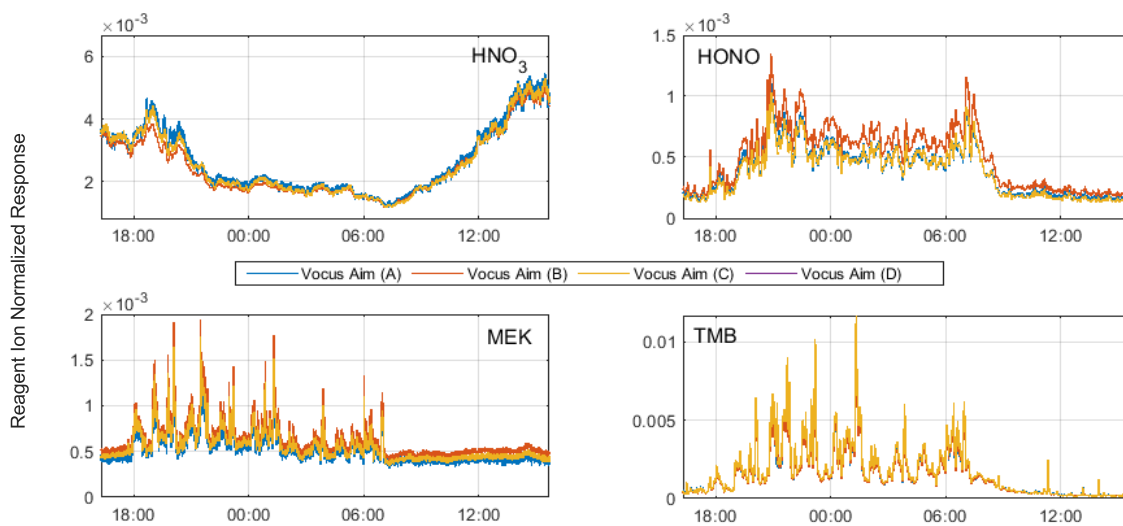 Reagent Ion Normalized Response
× 10⁻³
HNO₃
6
4
2
18:00 00:00 06:00 12:00
× 10⁻³
HONO
1.5
1
0.5
0
18:00 00:00 06:00 12:00
Vocus Aim (A) Vocus Aim (B) Vocus Aim (C) Vocus Aim (D)
× 10⁻³
MEK
2
1.5
1
0.5
0
18:00 00:00 06:00 12:00
TMB
0.01
0.005
0
18:00 00:00 06:00 12:00